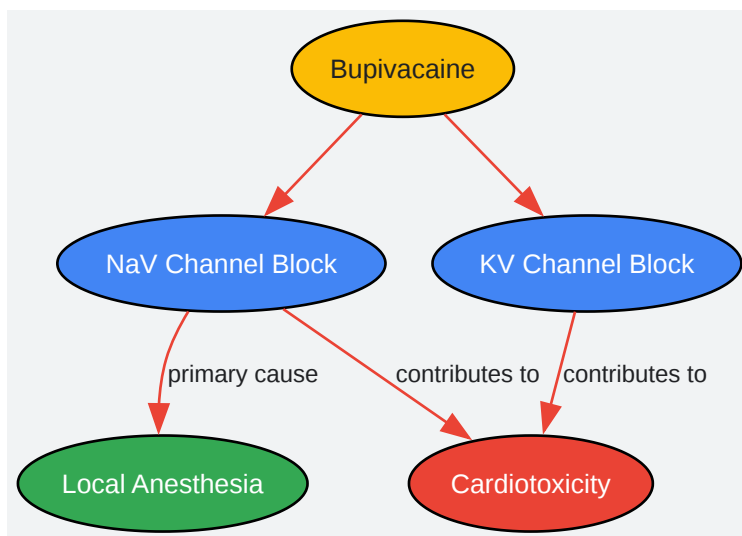 Bupivacaine
NaV Channel Block
KV Channel Block
primary cause
contributes to
contributes to
Local Anesthesia
Cardiotoxicity